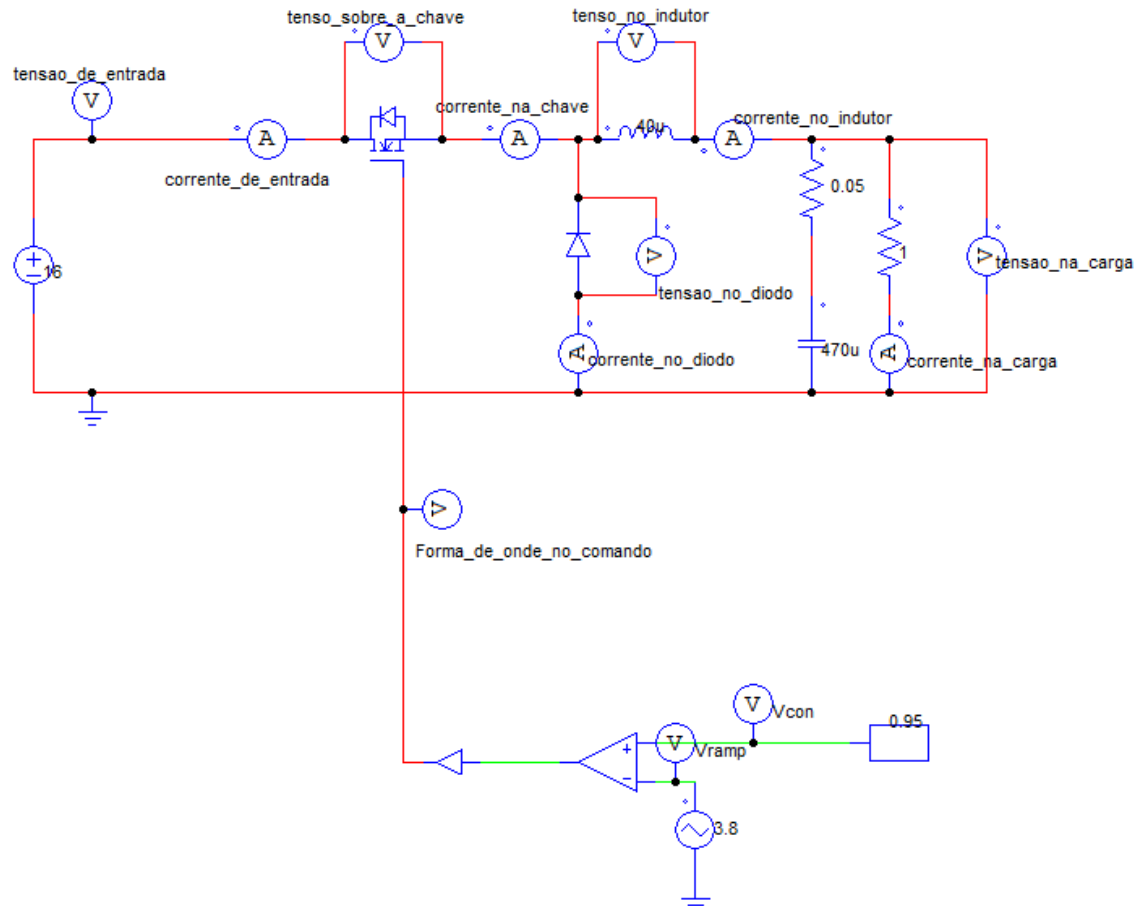 tenso_sobre_a_chave
V
tenso_no_indutor
V
tensao_de_entrada
V
corrente_na_chave
40u
corrente_no_indutor
A
A
A
corrente_de_entrada
0.05
16
V
1
V
tensao_na_carga
tensao_no_diodo
A
corrente_no_diodo
470u
A
corrente_na_carga
V
Forma_de_onde_no_comando
V
Vcon
0.95
V
Vramp
3.8